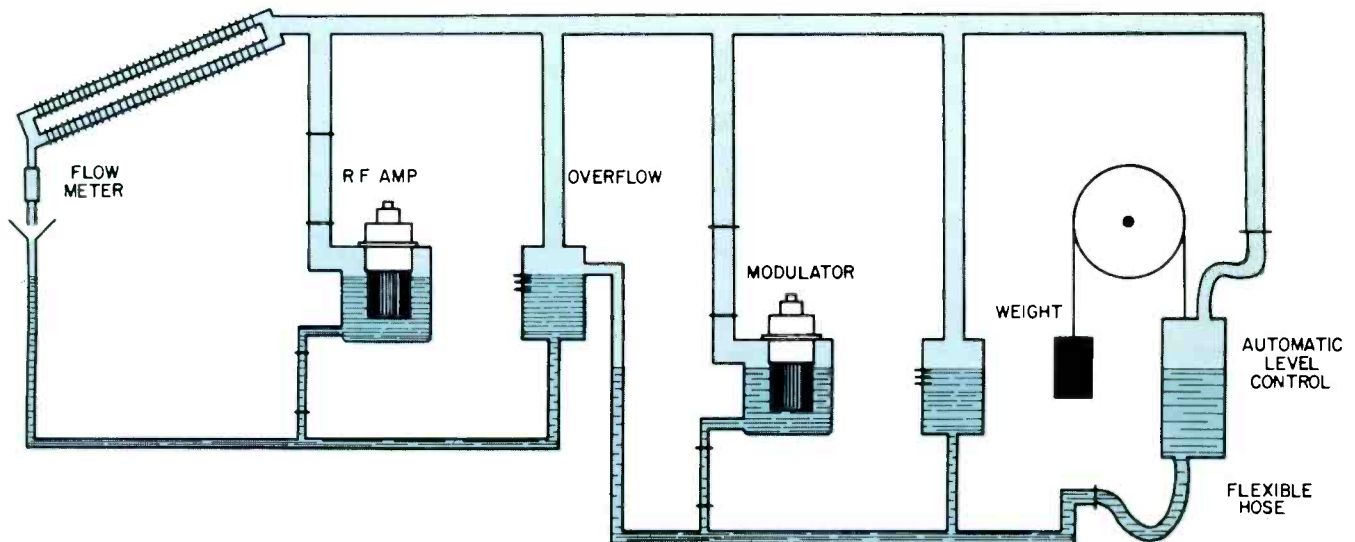 FLOW
METER
R F AMP
OVERFLOW
MODULATOR
WEIGHT
AUTOMATIC
LEVEL
CONTROL
FLEXIBLE
HOSE